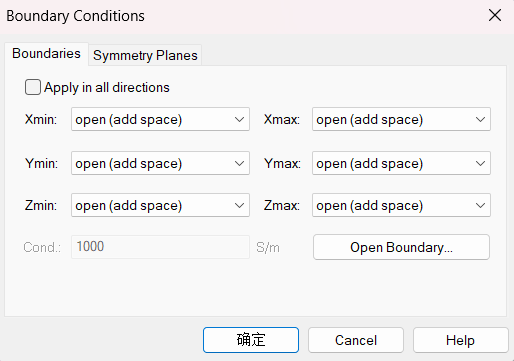 Boundary Conditions
Boundaries Symmetry Planes
Apply in all directions
Xmin: open (add space) Xmax: open (add space)
Ymin: open (add space) Ymax: open (add space)
Zmin: open (add space) Zmax: open (add space)
Cond.: 1000 S/m Open Boundary...
确定 Cancel Help